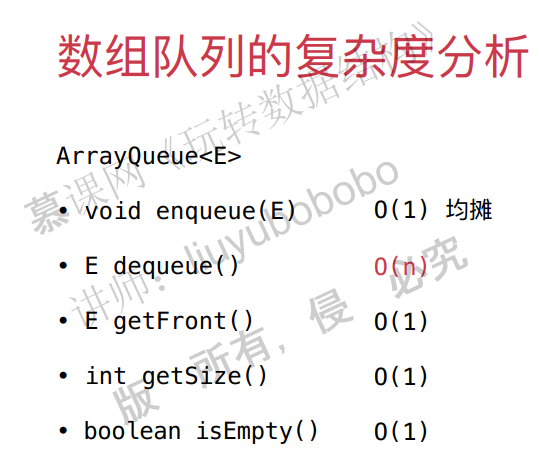 数组队列的复杂度分析
ArrayQueue<E>
• void enqueue(E) O(1) 均摊
• E dequeue() O(n)
• E getFront() O(1)
• int getSize() O(1)
• boolean isEmpty() O(1)
慕课网《玩转数据结构》
讲师：liuyubobobo
版 所有，侵 必究